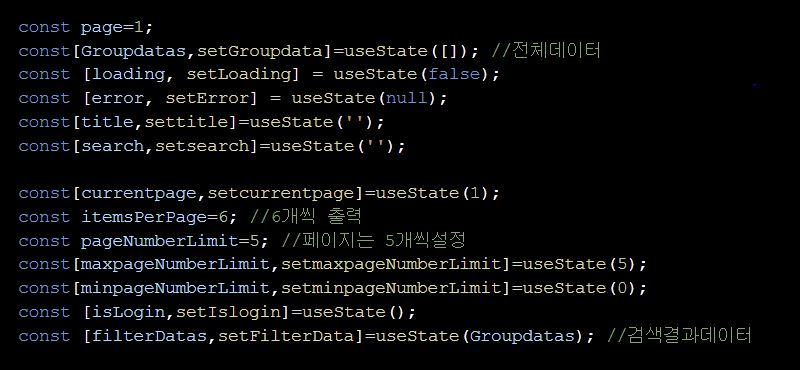 const page=1;
const[Groupdatas,setGroupdata]=useState([]); //전체데이터
const [loading, setLoading] = useState(false);
const [error, setError] = useState(null);
const[title,settitle]=useState('');
const[search,setsearch]=useState('');
const[currentpage,setcurrentpage]=useState(1);
const itemsPerPage=6; //6개씩 출력
const pageNumberLimit=5; //페이지는 5개씩설정
const[maxpageNumberLimit,setmaxpageNumberLimit]=useState(5);
const[minpageNumberLimit,setminpageNumberLimit]=useState(0);
const [isLogin,setIslogin]=useState();
const [filterDatas,setFilterData]=useState(Groupdatas); //검색결과데이터